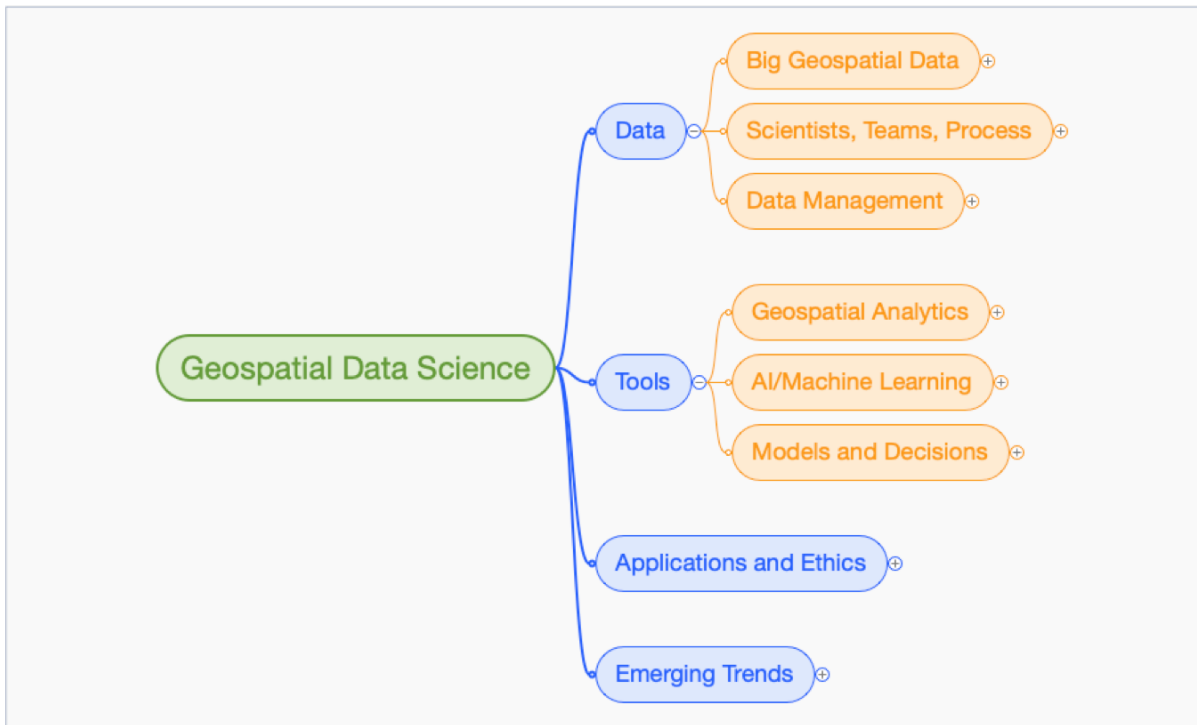 Geospatial Data Science
Data
Big Geospatial Data
Scientists, Teams, Process
Data Management
Tools
Geospatial Analytics
AI/Machine Learning
Models and Decisions
Applications and Ethics
Emerging Trends